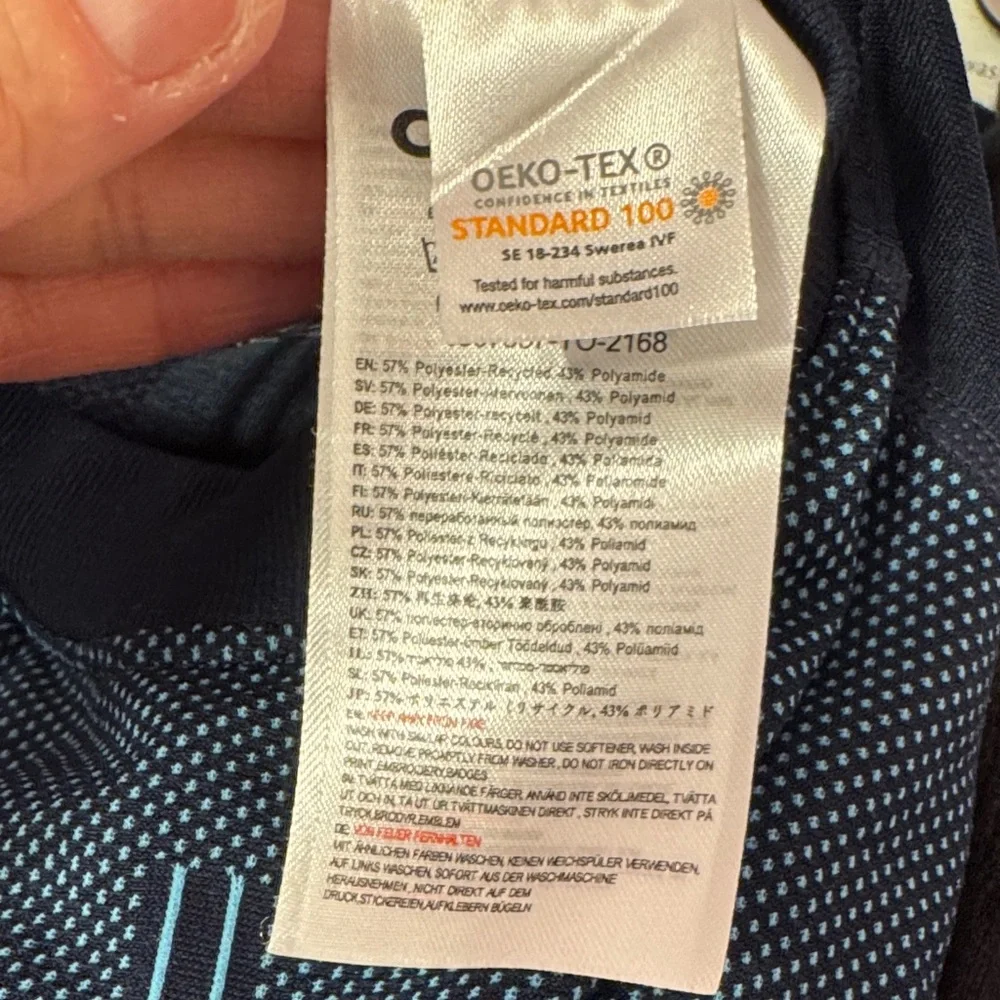 OEKO-TEX®
CONFIDENCE IN TEXTILES
STANDARD 100
SE 18-234 Swerea IVF
Tested for harmful substances.
www.oeko-tex.com/standard100
-2168
EN: 57% Polyester-Recycled, 43% Polyamide
SV: 57% Polyester-återvunnen, 43% Polyamid
DE: 57% Polyester-recycelt, 43% Polyamid
FR: 57% Polyester-Recyclé, 43% Polyamide
ES: 57% Poliéster-Reciclado, 43% Poliamida
IT: 57% Poliestere-Riciclato, 43%
FI: 57% Polyesteri-Kierrätetään, 43% Polyamidi
RU: 57% переработанный полиэстер, 43% полиамид
PL: 57% Poliester-z Recyklingu, 43% Poliamid
CZ: 57% Polyester-Recyklovaný, 43% Polyamid
SK: 57% Polyester-Recyklovaný, 43% Polyamid
ZH: 57% 再生涤纶, 43% 聚酰胺
UK: 57% поліестер-вторинно оброблені, 43% поліамід
ET: 57% Polüester-ümber Töödeldud, 43% Polüamiid
57% 43%
SL: 57% Poliester-Recikliran, 43% Poliamid
JP: 57% ポリエステル (リサイクル, 43% ポリアミド
EN: KEEP AWAY FROM FIRE
WASH WITH SIMILAR COLOURS, DO NOT USE SOFTENER, WASH INSIDE
OUT, REMOVE PROMPTLY FROM WASHER, DO NOT IRON DIRECTLY ON
PRINT, EMBROIDERY, BADGES
SV: TVÄTTA MED LIKNANDE FÄRGER, ANVÄND INTE SKÖLJMEDEL, TVÄTTA
UT OCH IN, TA UT UR TVÄTTMASKINEN DIREKT, STRYK INTE DIREKT PÅ
TRYCK, BRODYR, EMBLEM
DE: VON FEUER FERNHALTEN
MIT ÄHNLICHEN FARBEN WASCHEN, KEINEN WEICHSPÜLER VERWENDEN,
AUF LINKS WASCHEN, SOFORT AUS DER WASCHMASCHINE
HERAUSNEHMEN, NICHT DIREKT AUF DEM
DRUCK, STICKEREIEN, AUFKLEBERN BÜGELN